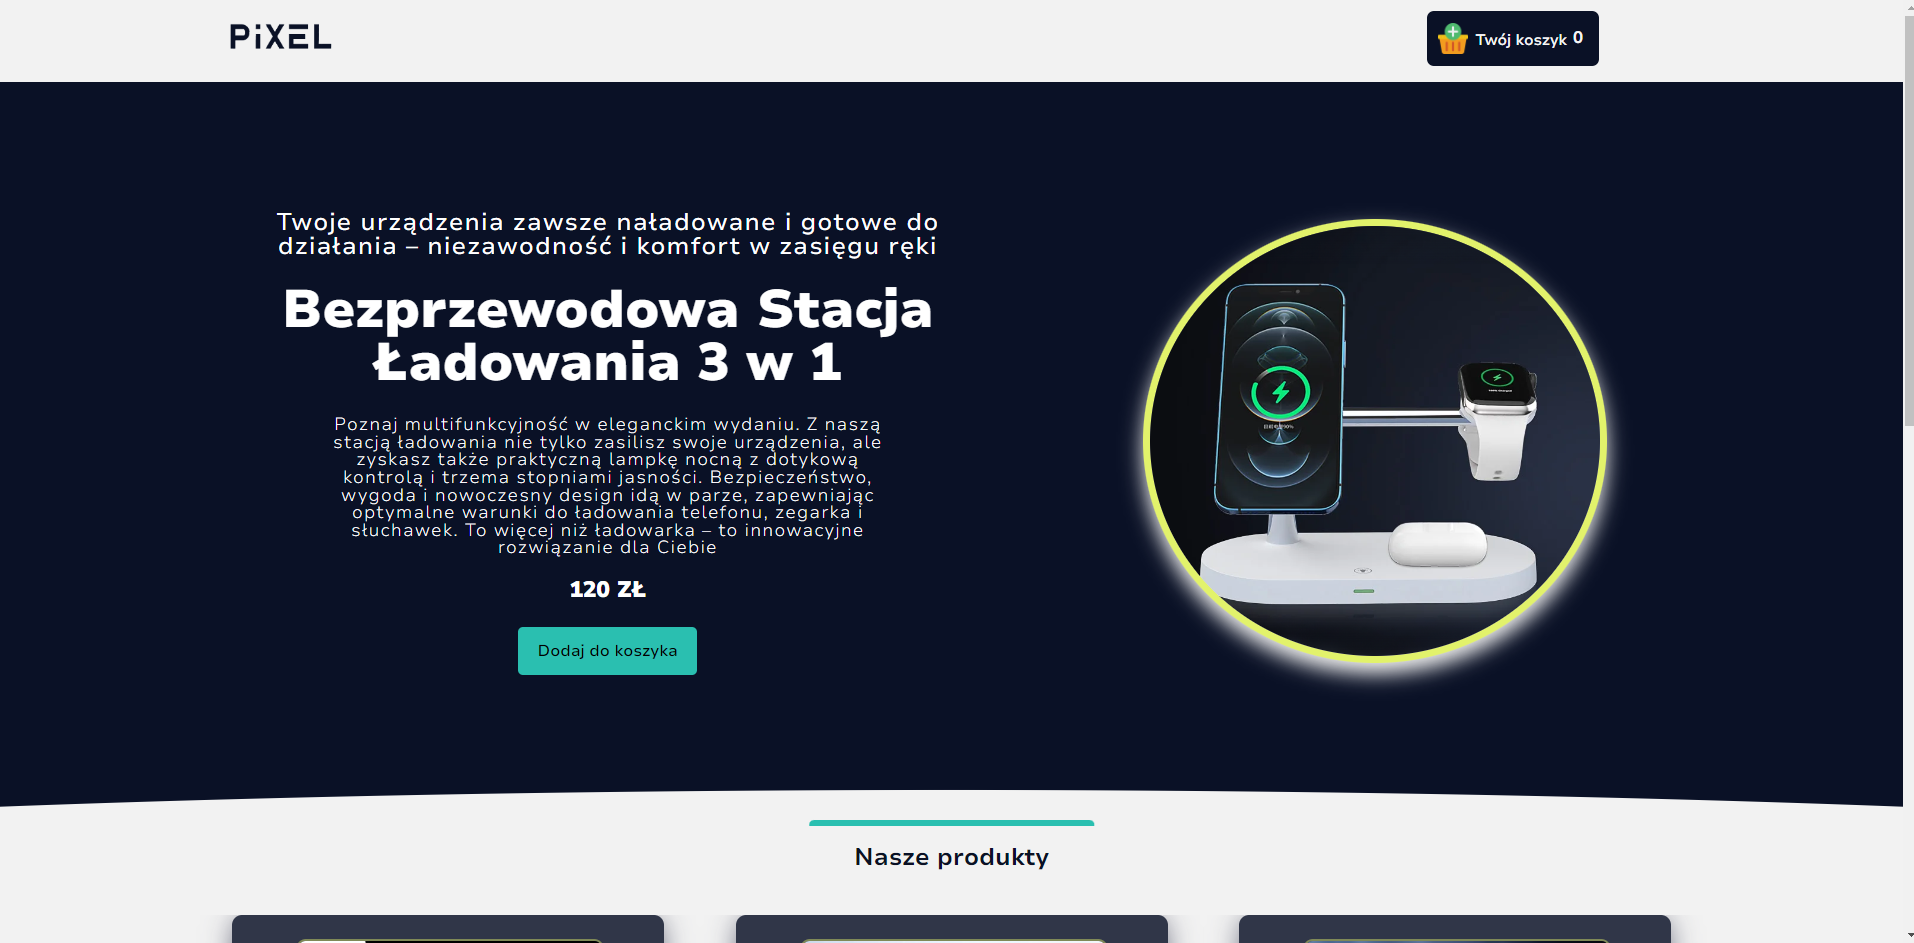 PiXEL
Twój koszyk 0
Twoje urządzenia zawsze naładowane i gotowe do
działania – niezawodność i komfort w zasięgu ręki
Bezprzewodowa Stacja
Ładowania 3 w 1
Poznaj multifunkcyjność w eleganckim wydaniu. Z naszą
stacją ładowania nie tylko zasilisz swoje urządzenia, ale
zyskasz także praktyczną lampkę nocną z dotykową
kontrolą i trzema stopniami jasności. Bezpieczeństwo,
wygoda i nowoczesny design idą w parze, zapewniając
optymalne warunki do ładowania telefonu, zegarka i
słuchawek. To więcej niż ładowarka – to innowacyjne
rozwiązanie dla Ciebie
120 ZŁ
Dodaj do koszyka
Nasze produkty